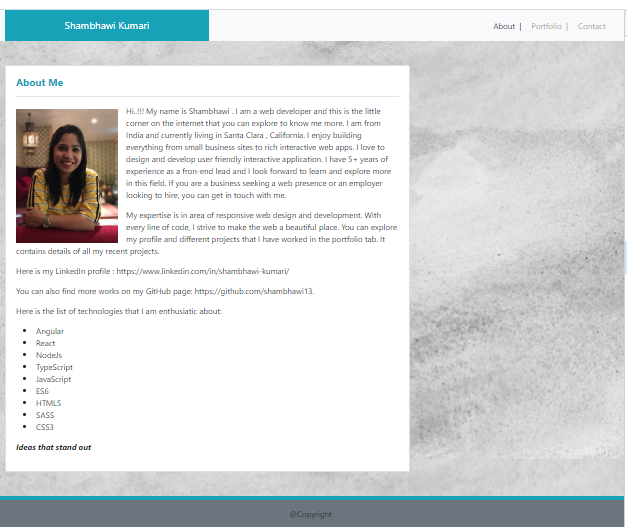 Shambhawi Kumari
About |
Portfolio |
Contact
About Me
Hi..!!! My name is Shambhawi . I am a web developer and this is the little
corner on the internet that you can explore to know me more. I am from
India and currently living in Santa Clara , California. I enjoy building
everything from small business sites to rich interactive web apps. I love to
design and develop user friendly interactive application. I have 5+ years of
experience as a fron-end lead and I look forward to learn and explore more
in this field. If you are a business seeking a web presence or an employer
looking to hire, you can get in touch with me.
My expertise is in area of responsive web design and development. With
every line of code, I strive to make the web a beautiful place. You can explore
my profile and different projects that I have worked in the portfolio tab. It
contains details of all my recent projects.
Here is my LinkedIn profile : https://www.linkedin.com/in/shambhawi-kumari/
You can also find more works on my GitHub page: https://github.com/shambhawi13.
Here is the list of technologies that I am enthusiatic about:
Angular
React
NodeJs
TypeScript
JavaScript
ES6
HTML5
SASS
CSS3
Ideas that stand out
@Copyright